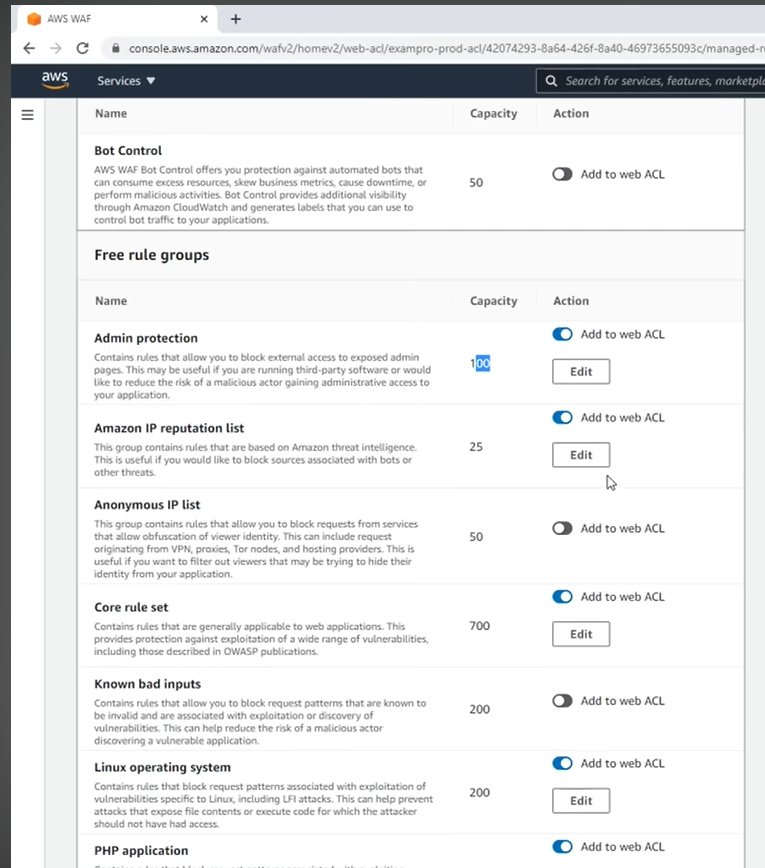 AWS WAF
console.aws.amazon.com/wafv2/homev2/web-acl/exampro-prod-acl/42074293-8a64-426f-8a40-46973655093c/managed-r
aws Services Search for services, features, marketpl
Name Capacity Action
Bot Control
AWS WAF Bot Control offers you protection against automated bots that
can consume excess resources, skew business metrics, cause downtime, or
perform malicious activities. Bot Control provides additional visibility
through Amazon CloudWatch and generates labels that you can use to
control bot traffic to your applications.
50
Add to web ACL
Free rule groups
Name Capacity Action
Admin protection
Contains rules that allow you to block external access to exposed admin
pages. This may be useful if you are running third-party software or would
like to reduce the risk of a malicious actor gaining administrative access to
your application.
100
Add to web ACL
Edit
Amazon IP reputation list
This group contains rules that are based on Amazon threat intelligence.
This is useful if you would like to block sources associated with bots or
other threats.
25
Add to web ACL
Edit
Anonymous IP list
This group contains rules that allow you to block requests from services
that allow obfuscation of viewer identity. This can include request
originating from VPN, proxies, Tor nodes, and hosting providers. This is
useful if you want to filter out viewers that may be trying to hide their
identity from your application.
50
Add to web ACL
Core rule set
Contains rules that are generally applicable to web applications. This
provides protection against exploitation of a wide range of vulnerabilities,
including those described in OWASP publications.
700
Add to web ACL
Edit
Known bad inputs
Contains rules that allow you to block request patterns that are known to
be invalid and are associated with exploitation or discovery of
vulnerabilities. This can help reduce the risk of a malicious actor
discovering a vulnerable application.
200
Add to web ACL
Linux operating system
Contains rules that block request patterns associated with exploitation of
vulnerabilities specific to Linux, including LFI attacks. This can help prevent
attacks that expose file contents or execute code for which the attacker
should not have had access.
200
Add to web ACL
Edit
PHP application
Add to web ACL